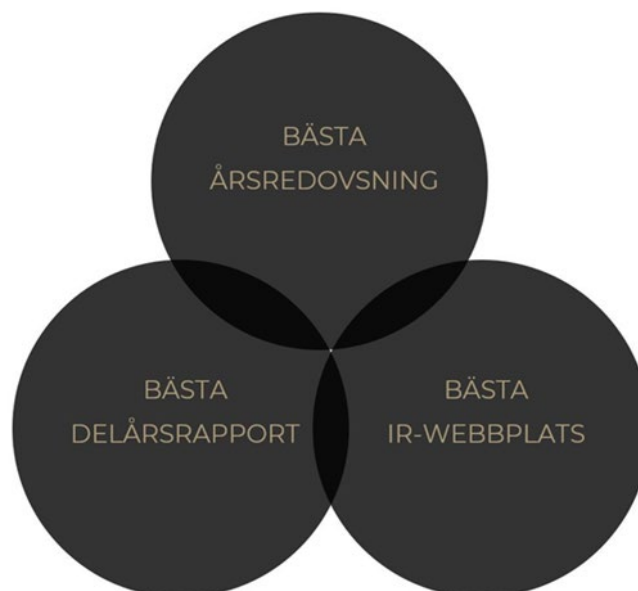 BÄSTA
ÅRSREDOVSNING
BÄSTA
DELÅRSRAPPORT
BÄSTA
IR-WEBBPLATS